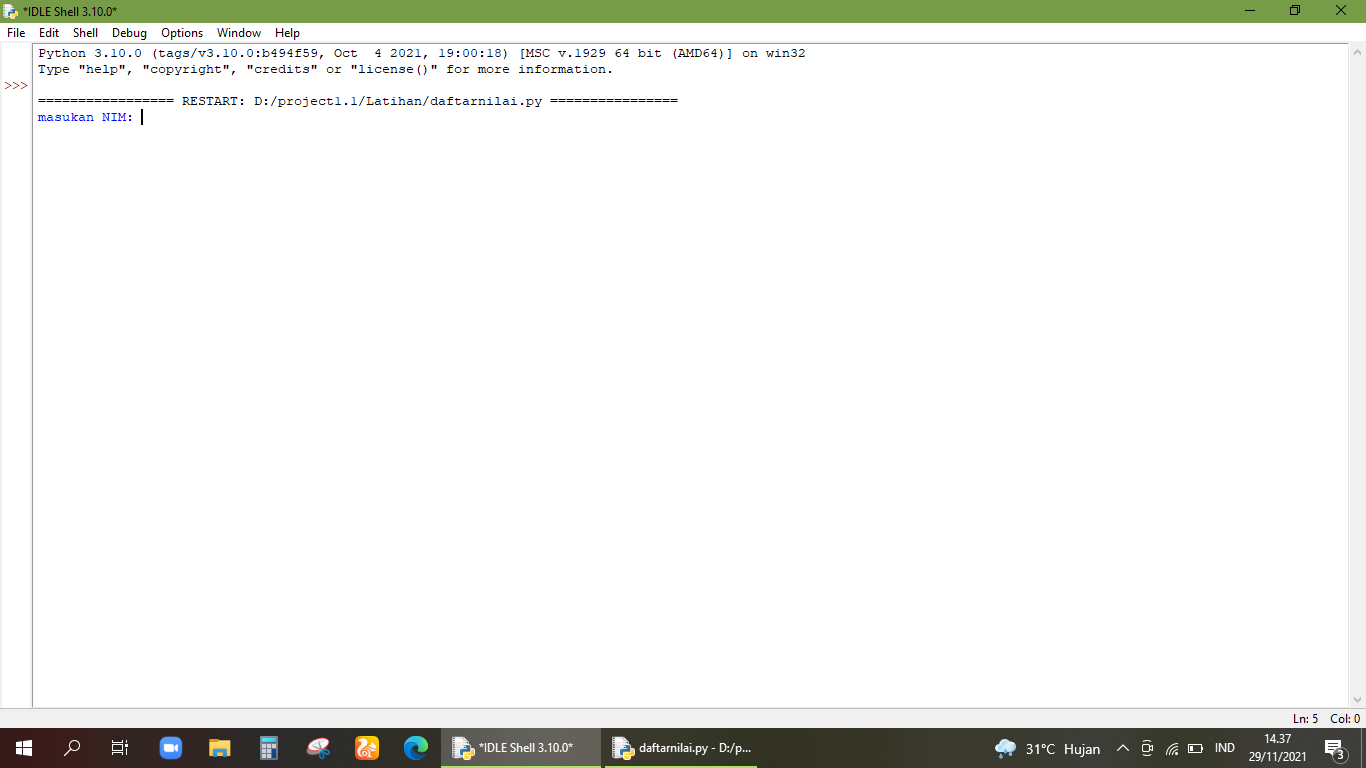 *IDLE Shell 3.10.0*
File Edit Shell Debug Options Window Help
Python 3.10.0 (tags/v3.10.0:b494f59, Oct  4 2021, 19:00:18) [MSC v.1929 64 bit (AMD64)] on win32
Type "help", "copyright", "credits" or "license()" for more information.
>>>
================= RESTART: D:/project1.1/Latihan/daftarnilai.py ================
masukan NIM:
Ln: 5 Col: 0
*IDLE Shell 3.10.0* daftarnilai.py - D:/p... 31°C Hujan IND 14.37
29/11/2021 3